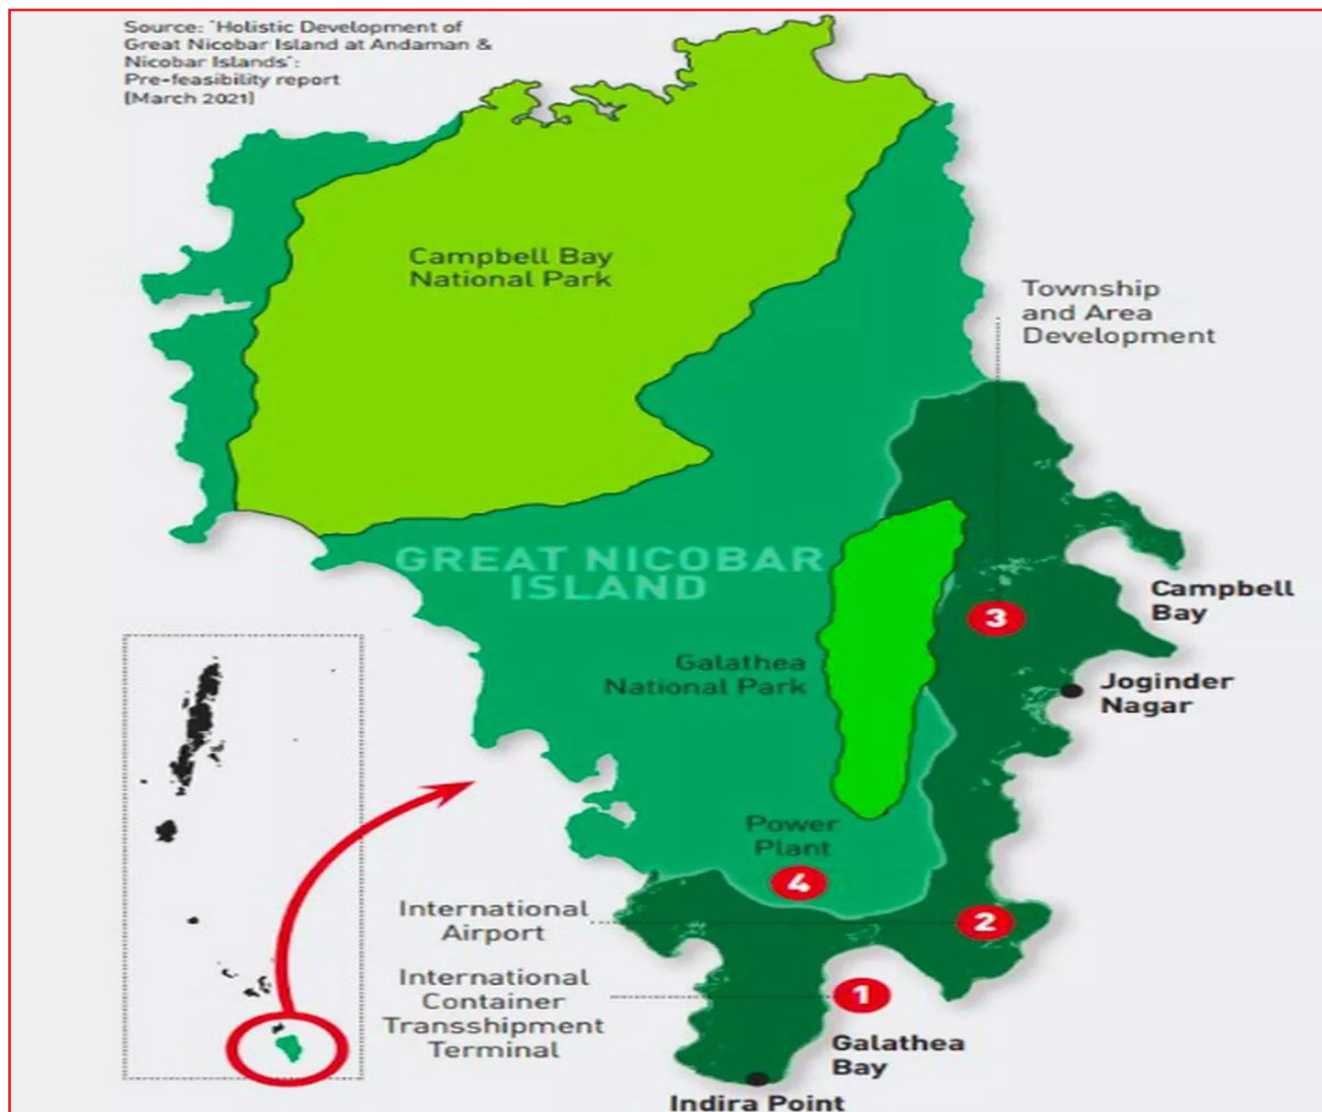 Source: "Holistic Development of
Great Nicobar Island at Andaman &
Nicobar Islands":
Pre-feasibility report
[March 2021]
Campbell Bay
National Park
Township
and Area
Development
GREAT NICOBAR
ISLAND
Campbell
Bay
3
Galathea
National Park
Joginder
Nagar
Power
Plant
4
International
Airport
2
International
Container
Transshipment
Terminal
1
Galathea
Bay
Indira Point